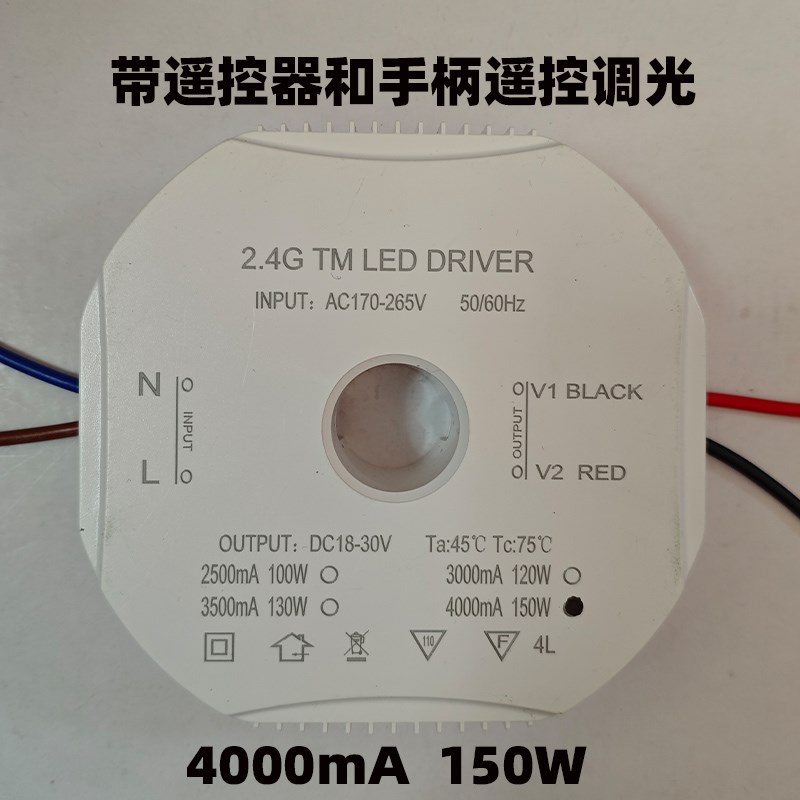 带遥控器和手柄遥控调光
2.4G TM LED DRIVER
INPUT：AC170-265V 50/60Hz
N INPUT V1 BLACK
L OUTPUT V2 RED
OUTPUT：DC18-30V Ta:45℃ Tc:75℃
2500mA 100W 3000mA 120W
3500mA 130W 4000mA 150W
110 F 4L
4000mA 150W